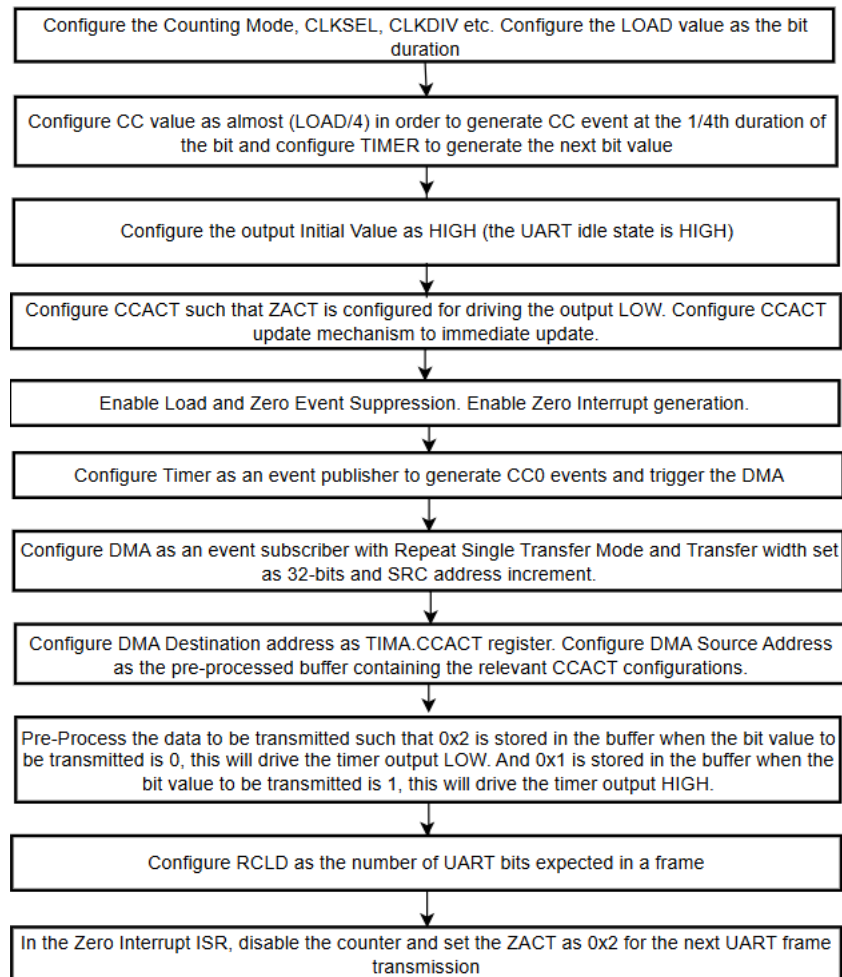 Configure the Counting Mode, CLKSEL, CLKDIV etc. Configure the LOAD value as the bit
duration
Configure CC value as almost (LOAD/4) in order to generate CC event at the 1/4th duration of
the bit and configure TIMER to generate the next bit value
Configure the output Initial Value as HIGH (the UART idle state is HIGH)
Configure CCACT such that ZACT is configured for driving the output LOW. Configure CCACT
update mechanism to immediate update.
Enable Load and Zero Event Suppression. Enable Zero Interrupt generation.
Configure Timer as an event publisher to generate CC0 events and trigger the DMA
Configure DMA as an event subscriber with Repeat Single Transfer Mode and Transfer width set
as 32-bits and SRC address increment.
Configure DMA Destination address as TIMA.CCACT register. Configure DMA Source Address
as the pre-processed buffer containing the relevant CCACT configurations.
Pre-Process the data to be transmitted such that 0x2 is stored in the buffer when the bit value to
be transmitted is 0, this will drive the timer output LOW. And 0x1 is stored in the buffer when the
bit value to be transmitted is 1, this will drive the timer output HIGH.
Configure RCLD as the number of UART bits expected in a frame
In the Zero Interrupt ISR, disable the counter and set the ZACT as 0x2 for the next UART frame
transmission